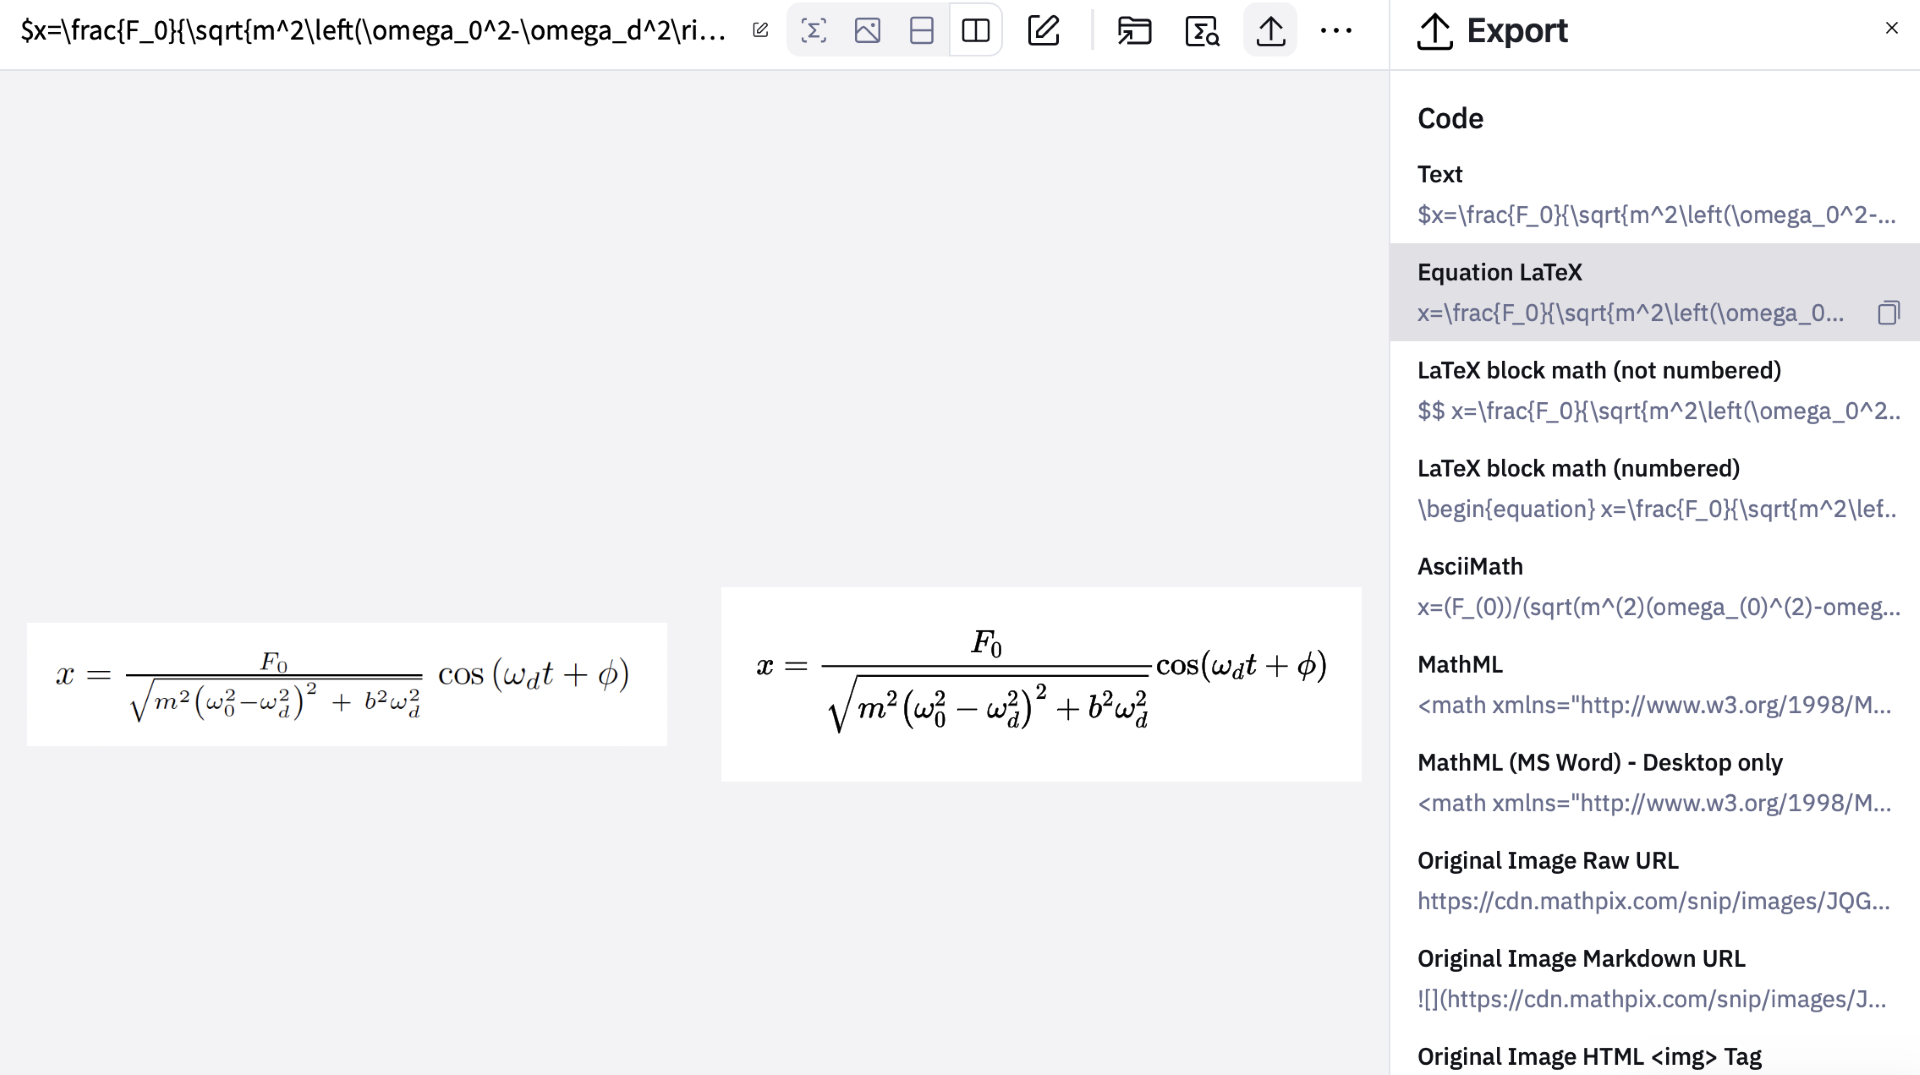 $x=\frac{F_0}{\sqrt{m^2\left(\omega_0^2-\omega_d^2\ri...
Export
Code
Text
$x=\frac{F_0}{\sqrt{m^2\left(\omega_0^2-...
Equation LaTeX
x=\frac{F_0}{\sqrt{m^2\left(\omega_0...
LaTeX block math (not numbered)
$$ x=\frac{F_0}{\sqrt{m^2\left(\omega_0^2..
LaTeX block math (numbered)
\begin{equation} x=\frac{F_0}{\sqrt{m^2\lef..
AsciiMath
x=(F_(0))/(sqrt(m^(2)(omega_(0)^(2)-omeg...
MathML
<math xmlns="http://www.w3.org/1998/M...
MathML (MS Word) - Desktop only
<math xmlns="http://www.w3.org/1998/M...
Original Image Raw URL
https://cdn.mathpix.com/snip/images/JQG...
Original Image Markdown URL
![](https://cdn.mathpix.com/snip/images/J...
Original Image HTML <img> Tag
x = F₀ / √(m²(ω₀²−ω_d²)² + b²ω_d²) cos (ω_d t + ϕ)
x = F₀ / √(m²(ω₀² − ω_d²)² + b²ω_d²) cos(ω_d t + ϕ)